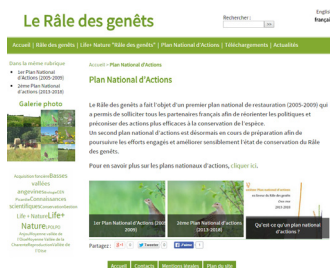 Le Râle des genêts
Rechercher :
>>
Englis
français
Accueil | Râle des genêts | Life+ Nature "Râle des genêts" | Plan National d'Actions | Téléchargements | Actualités
Dans la même rubrique
1er Plan National d'Actions (2005-2009)
2ème Plan National d'actions (2013-2018)
Galerie photo
Accueil > Plan National d'Actions
Plan National d'Actions
Le Râle des genêts a fait l'objet d'un premier plan national de restauration (2005-2009) qui
a permis de solliciter tous les partenaires français afin de réorienter les politiques et
préconiser des actions plus efficaces à la conservation de l'espèce.
Un second plan national d'actions est désormais en cours de préparation afin de
poursuivre les efforts engagés et améliorer sensiblement l'état de conservation du Râle
des genêts.
Pour en savoir plus sur les plans nationaux d'actions, cliquer ici.
Basses
vallées
angevines
Connaissances
scientifiques
Life + Nature Life+
Nature
1er Plan National d'Actions (2005-2009)
2ème Plan National d'actions (2013-2018)
Qu'est-ce qu'un plan national d'actions ?
Partagez :
Tweeter
J'aime
Accueil | Contacts | Mentions légales | Plan du site